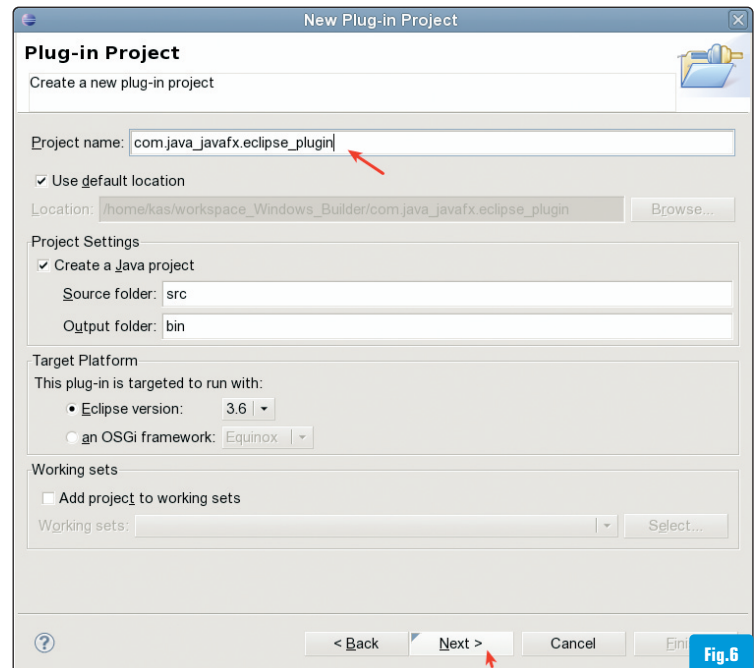 New Plug-in Project
Plug-in Project
Create a new plug-in project
Project name: com.java_javafx.eclipse_plugin
Use default location
Location: /home/kas/workspace_Windows_Builder/com.java_javafx.eclipse_plugin Browse...
Project Settings
Create a Java project
Source folder: src
Output folder: bin
Target Platform
This plug-in is targeted to run with:
Eclipse version: 3.6
an OSGi framework: Equinox
Working sets
Add project to working sets
Working sets: Select...
? < Back Next > Cancel
Fig.6